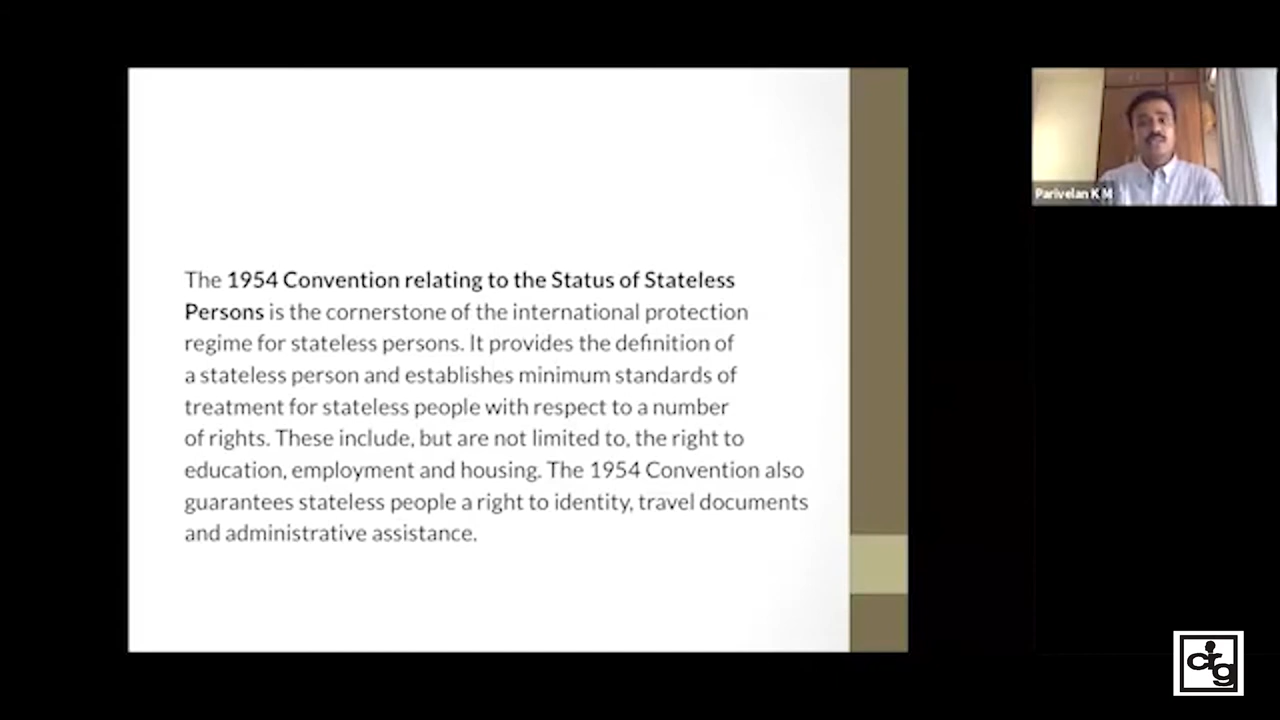 The 1954 Convention relating to the Status of Stateless
Persons is the cornerstone of the international protection
regime for stateless persons. It provides the definition of
a stateless person and establishes minimum standards of
treatment for stateless people with respect to a number
of rights. These include, but are not limited to, the right to
education, employment and housing. The 1954 Convention also
guarantees stateless people a right to identity, travel documents
and administrative assistance.
Parivelan K M
crg